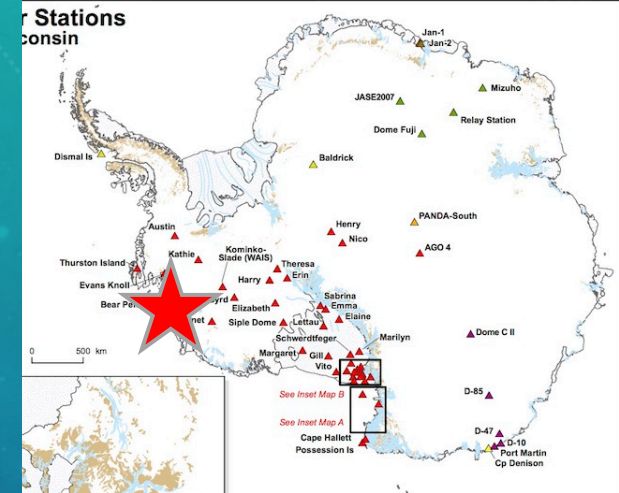 r Stations
consin
Jan-1
Jan-2
Mizuho
JASE2007
Relay Station
Dome Fuji
Dismal Is
Baldrick
PANDA-South
Henry
Austin
Nico
AGO 4
Kominko-
Slade (WAIS)
Kathie
Thurston Island
Theresa
Erin
Harry
Evans Knoll
Sabrina
Bear Pe
yrd
Emma
Elizabeth
Elaine
net
Siple Dome
Lettau
Dome C II
Schwerdtfeger
Marilyn
0 500 km
Margaret
Gill
Vito
See Inset Map B
D-85
See Inset Map A
D-47
Cape Hallett
D-10
Possession Is
Port Martin
Cp Denison